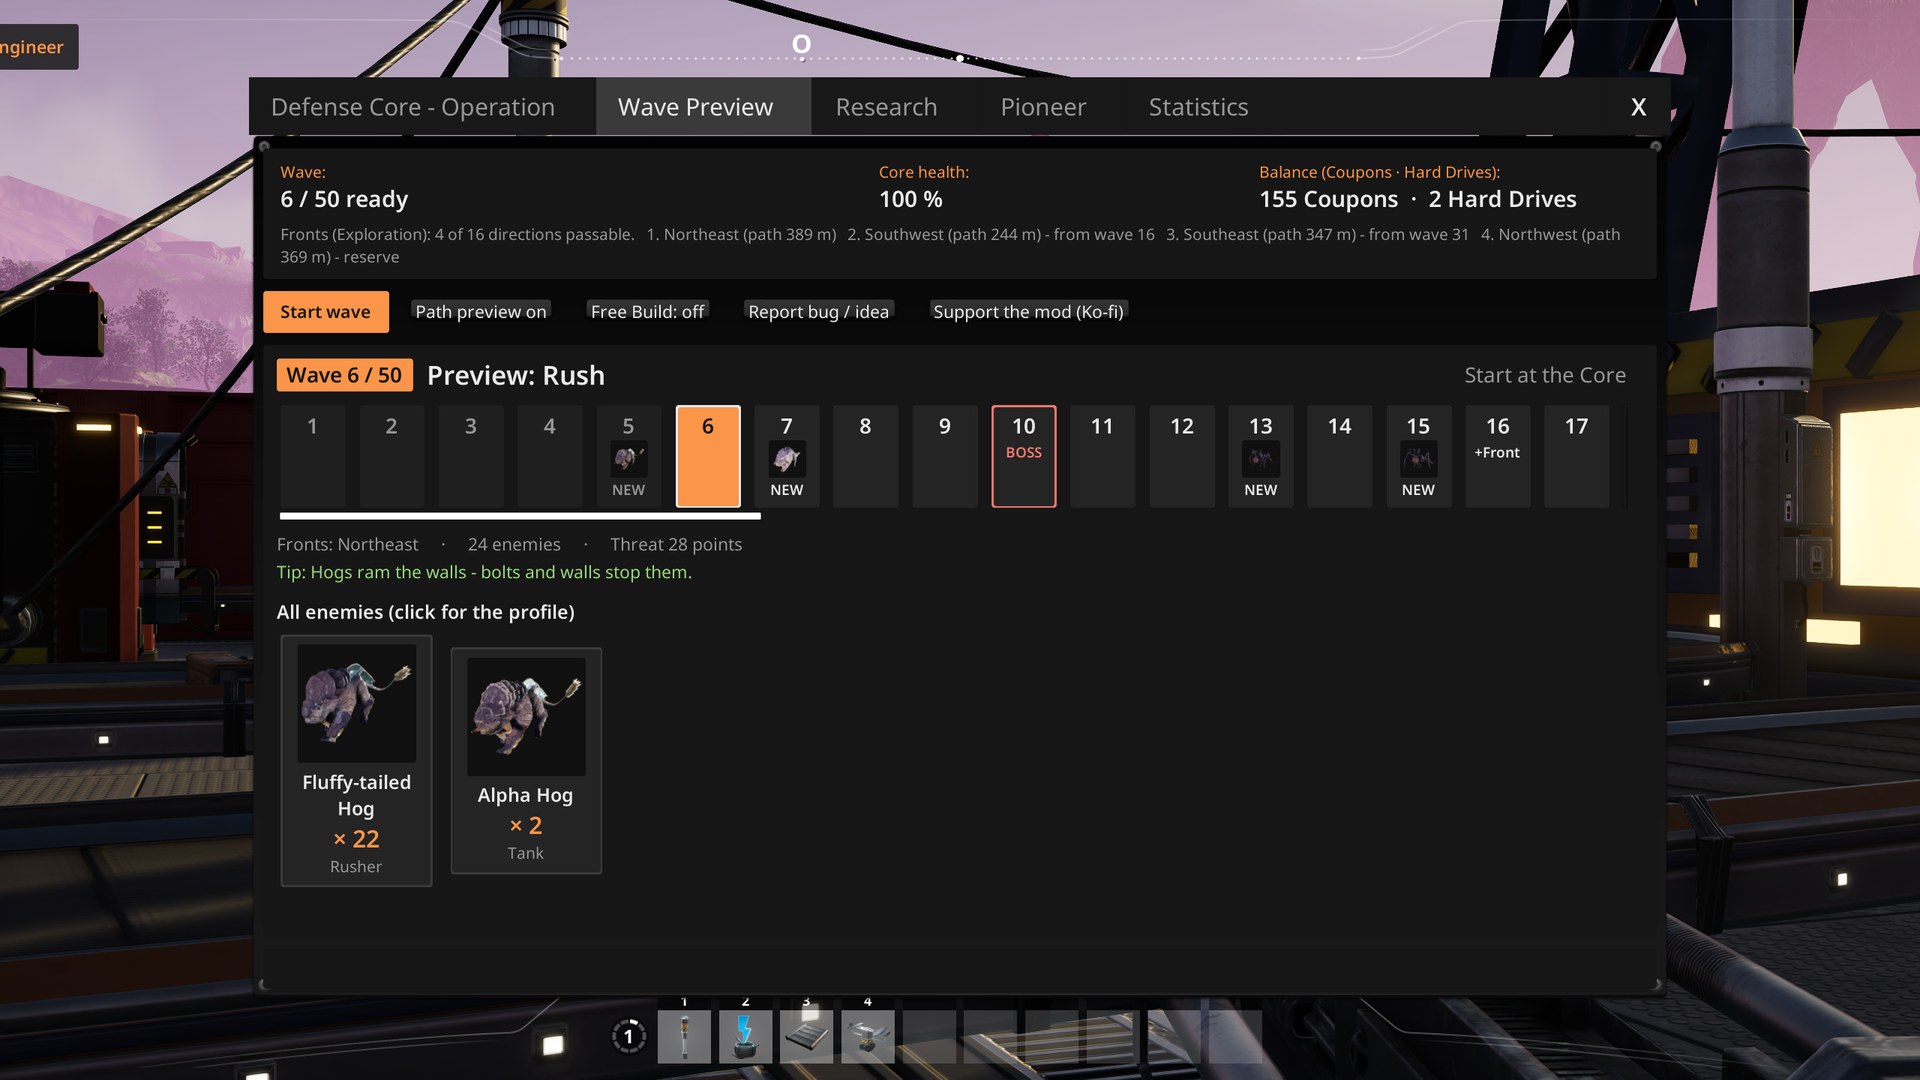 ngineer
O
Defense Core - Operation
Wave Preview
Research
Pioneer
Statistics
X
Wave:
6 / 50 ready
Core health:
100 %
Balance (Coupons · Hard Drives):
155 Coupons · 2 Hard Drives
Fronts (Exploration): 4 of 16 directions passable. 1. Northeast (path 389 m) 2. Southwest (path 244 m) - from wave 16 3. Southeast (path 347 m) - from wave 31 4. Northwest (path
369 m) - reserve
Start wave
Path preview on
Free Build: off
Report bug / idea
Support the mod (Ko-fi)
Wave 6 / 50
Preview: Rush
Start at the Core
1
2
3
4
5
NEW
6
7
NEW
8
9
10
BOSS
11
12
13
NEW
14
15
NEW
16
+Front
17
Fronts: Northeast · 24 enemies · Threat 28 points
Tip: Hogs ram the walls - bolts and walls stop them.
All enemies (click for the profile)
Fluffy-tailed
Hog
× 22
Rusher
Alpha Hog
× 2
Tank
1
2
3
4
1